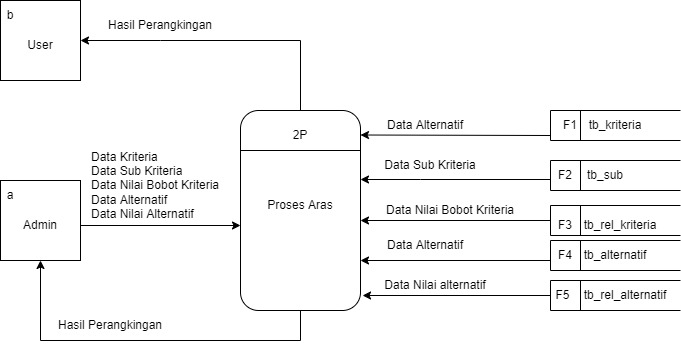 b
User
Hasil Perangkingan
a
Admin
Data Kriteria
Data Sub Kriteria
Data Nilai Bobot Kriteria
Data Alternatif
Data Nilai Alternatif
Hasil Perangkingan
2P
Proses Aras
Data Alternatif
F1 tb_kriteria
Data Sub Kriteria
F2 tb_sub
Data Nilai Bobot Kriteria
F3 tb_rel_kriteria
Data Alternatif
F4 tb_alternatif
Data Nilai alternatif
F5 tb_rel_alternatif